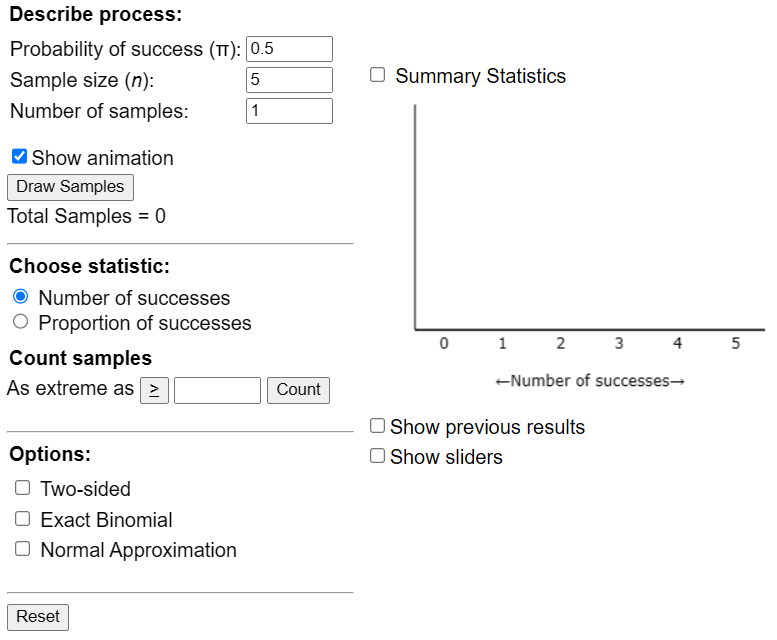 Describe process:
Probability of success (π): 0.5
Sample size (n): 5
Number of samples: 1
Show animation
Draw Samples
Total Samples = 0
Choose statistic:
Number of successes
Proportion of successes
Count samples
As extreme as ≥ Count
Options:
Two-sided
Exact Binomial
Normal Approximation
Reset
Summary Statistics
0 1 2 3 4 5
←Number of successes→
Show previous results
Show sliders